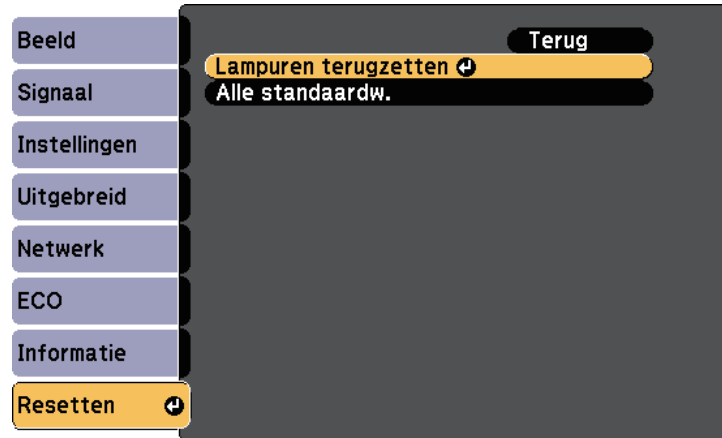 Beeld
Signaal
Instellingen
Uitgebreid
Netwerk
ECO
Informatie
Resetten
Terug
Lampuren terugzetten
Alle standaardw.